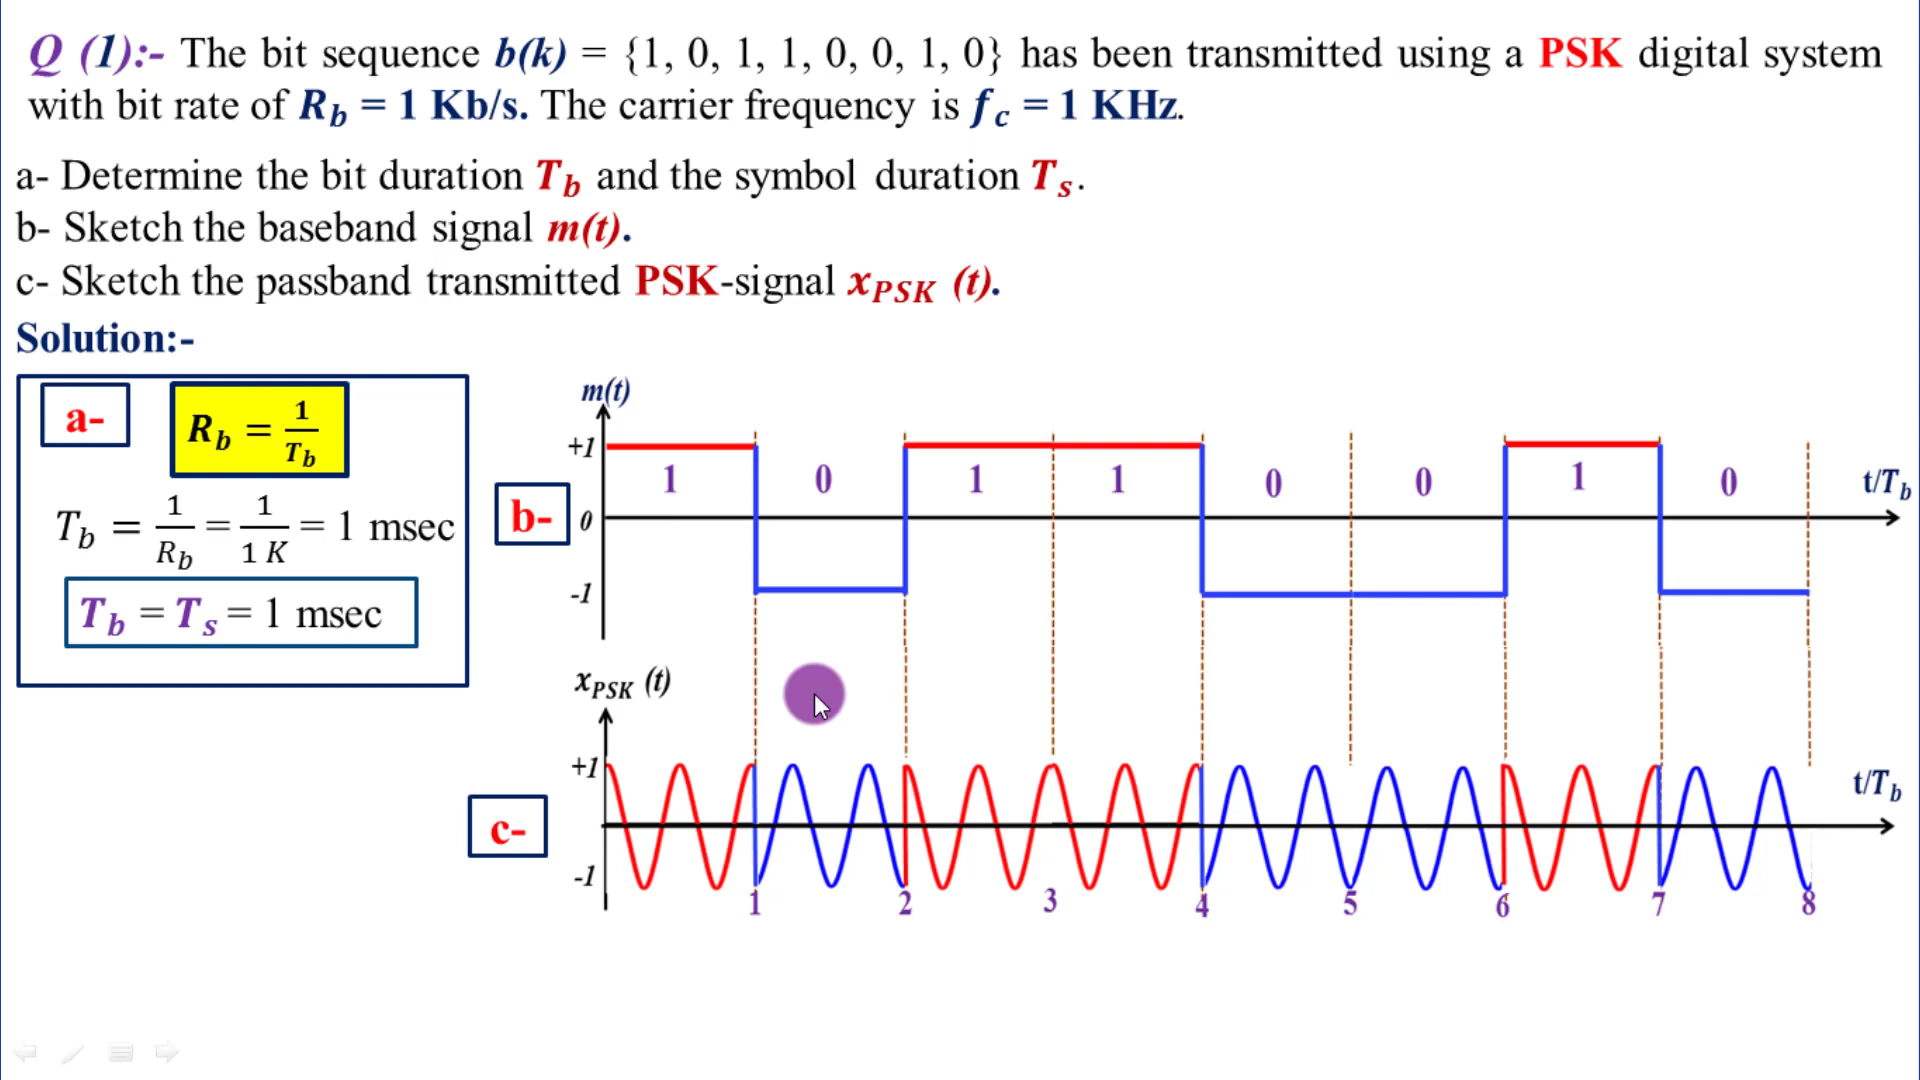 Q (1):- The bit sequence b(k) = {1, 0, 1, 1, 0, 0, 1, 0} has been transmitted using a PSK digital system
with bit rate of R_b = 1 Kb/s. The carrier frequency is f_c = 1 KHz.
a- Determine the bit duration T_b and the symbol duration T_s.
b- Sketch the baseband signal m(t).
c- Sketch the passband transmitted PSK-signal x_PSK (t).
Solution:-
a-
R_b = 1/T_b
T_b = 1/R_b = 1/1 K = 1 msec
T_b = T_s = 1 msec
b-
m(t)
+1
0
-1
1 0 1 1 0 0 1 0
t/T_b
c-
x_PSK (t)
+1
-1
t/T_b
1 2 3 4 5 6 7 8